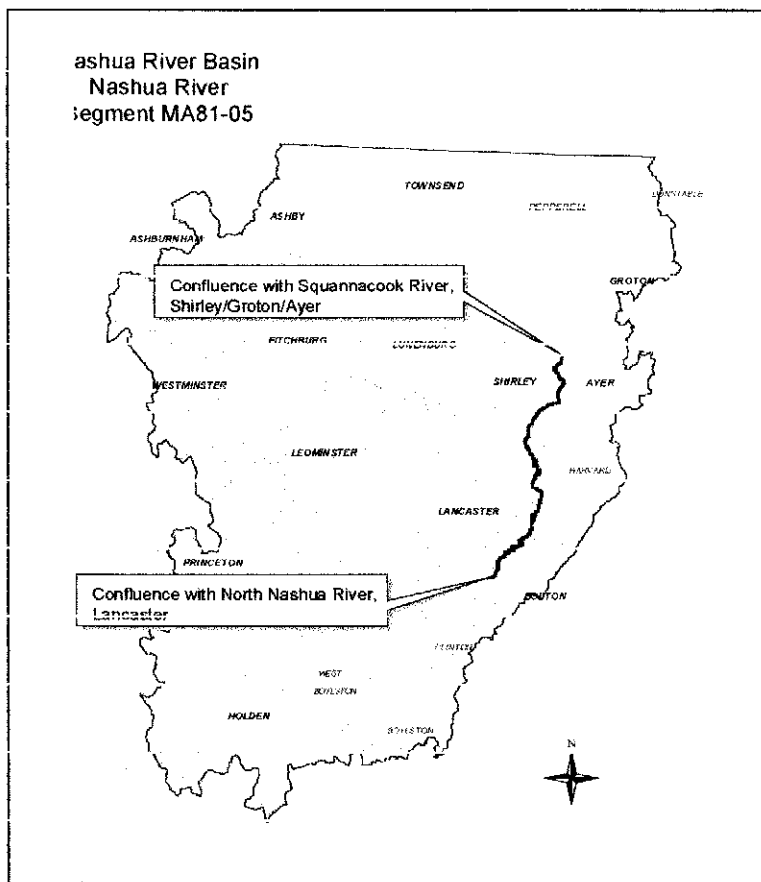 ashua River Basin
Nashua River
segment MA81-05
TOWNSEND
PEPPERELL
DUNSTABLE
ASHBY
ASHBURNHAM
GROTON
Confluence with Squannacook River,
Shirley/Groton/Ayer
FITCHBURG
LUNENBURG
WESTMINSTER
SHIRLEY
AYER
LEOMINSTER
HARVARD
LANCASTER
PRINCETON
Confluence with North Nashua River,
Lancaster
BOLTON
CLINTON
WEST
BOYLSTON
HOLDEN
BOYLSTON
N